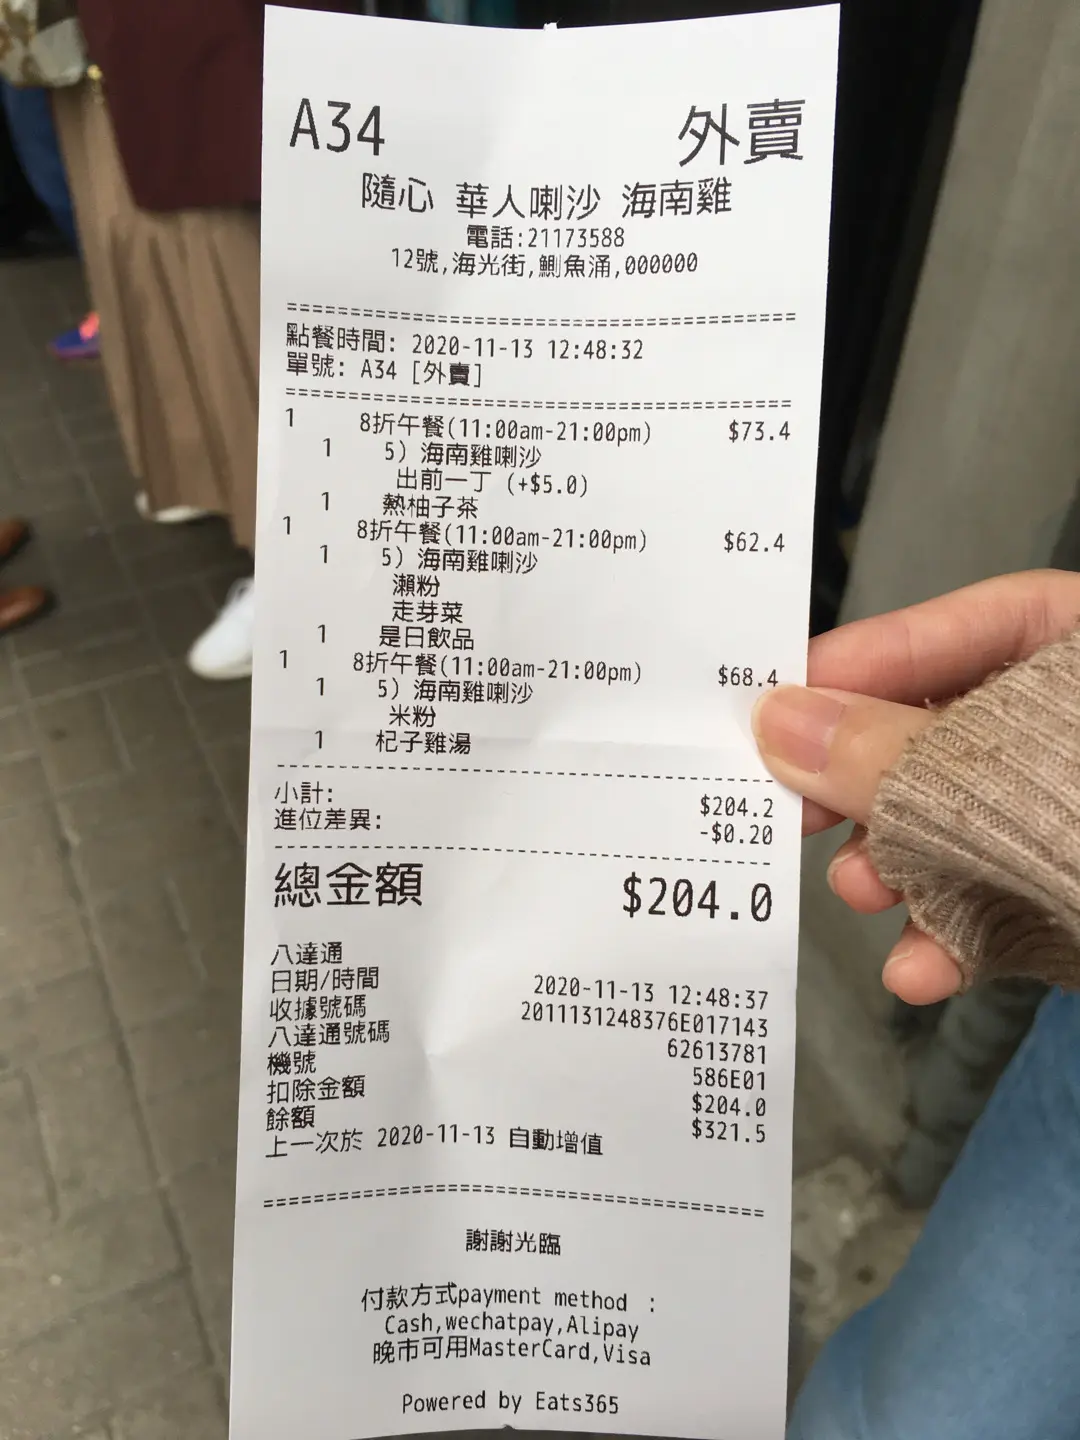 A34 外賣
隨心 華人喇沙 海南雞
電話:21173588
12號,海光街,鰂魚涌,000000
點餐時間: 2020-11-13 12:48:32
單號: A34 [外賣]
1 8折午餐(11:00am-21:00pm) $73.4
1 5) 海南雞喇沙
出前一丁 (+$5.0)
1 熱柚子茶
1 8折午餐(11:00am-21:00pm) $62.4
1 5) 海南雞喇沙
瀨粉
走芽菜
1 是日飲品
1 8折午餐(11:00am-21:00pm) $68.4
1 5) 海南雞喇沙
米粉
1 杞子雞湯
小計: $204.2
進位差異: -$0.20
總金額 $204.0
八達通
日期/時間 2020-11-13 12:48:37
收據號碼 2011131248376E017143
八達通號碼 62613781
機號 586E01
扣除金額 $204.0
餘額 $321.5
上一次於 2020-11-13 自動增值
謝謝光臨
付款方式payment method :
Cash,wechatpay,Alipay
晚市可用MasterCard,Visa
Powered by Eats365